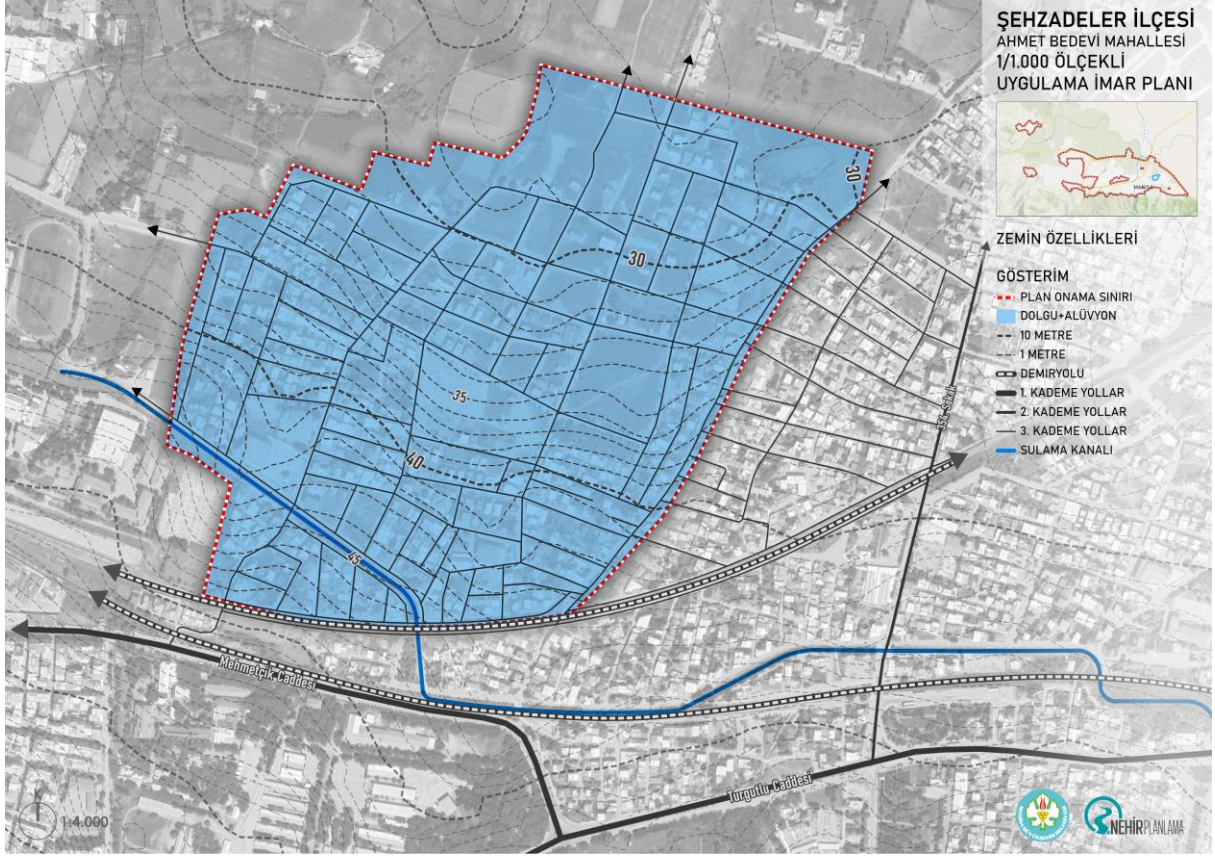 ŞEHZADELER İLÇESİ
AHMET BEDEVİ MAHALLESİ
1/1.000 ÖLÇEKLİ
UYGULAMA İMAR PLANI
ZEMİN ÖZELLİKLERİ
GÖSTERİM
PLAN ONAMA SINIRI
DOLGU+ALÜVYON
10 METRE
1 METRE
DEMİRYOLU
1. KADEME YOLLAR
2. KADEME YOLLAR
3. KADEME YOLLAR
SULAMA KANALI
30
30
35
40
45
Mehmetçik Caddesi
Turgutlu Caddesi
K
1:4.000
NEHİR PLANLAMA